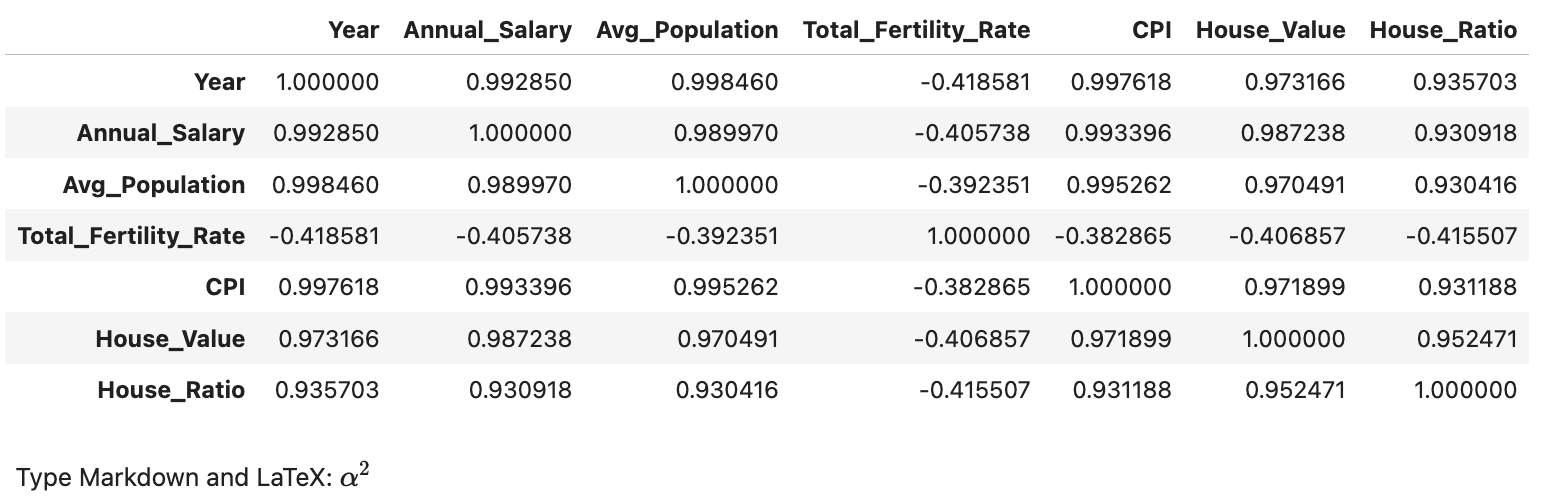 Year Annual_Salary Avg_Population Total_Fertility_Rate CPI House_Value House_Ratio
Year 1.000000 0.992850 0.998460 -0.418581 0.997618 0.973166 0.935703
Annual_Salary 0.992850 1.000000 0.989970 -0.405738 0.993396 0.987238 0.930918
Avg_Population 0.998460 0.989970 1.000000 -0.392351 0.995262 0.970491 0.930416
Total_Fertility_Rate -0.418581 -0.405738 -0.392351 1.000000 -0.382865 -0.406857 -0.415507
CPI 0.997618 0.993396 0.995262 -0.382865 1.000000 0.971899 0.931188
House_Value 0.973166 0.987238 0.970491 -0.406857 0.971899 1.000000 0.952471
House_Ratio 0.935703 0.930918 0.930416 -0.415507 0.931188 0.952471 1.000000
Type Markdown and LaTeX: α²